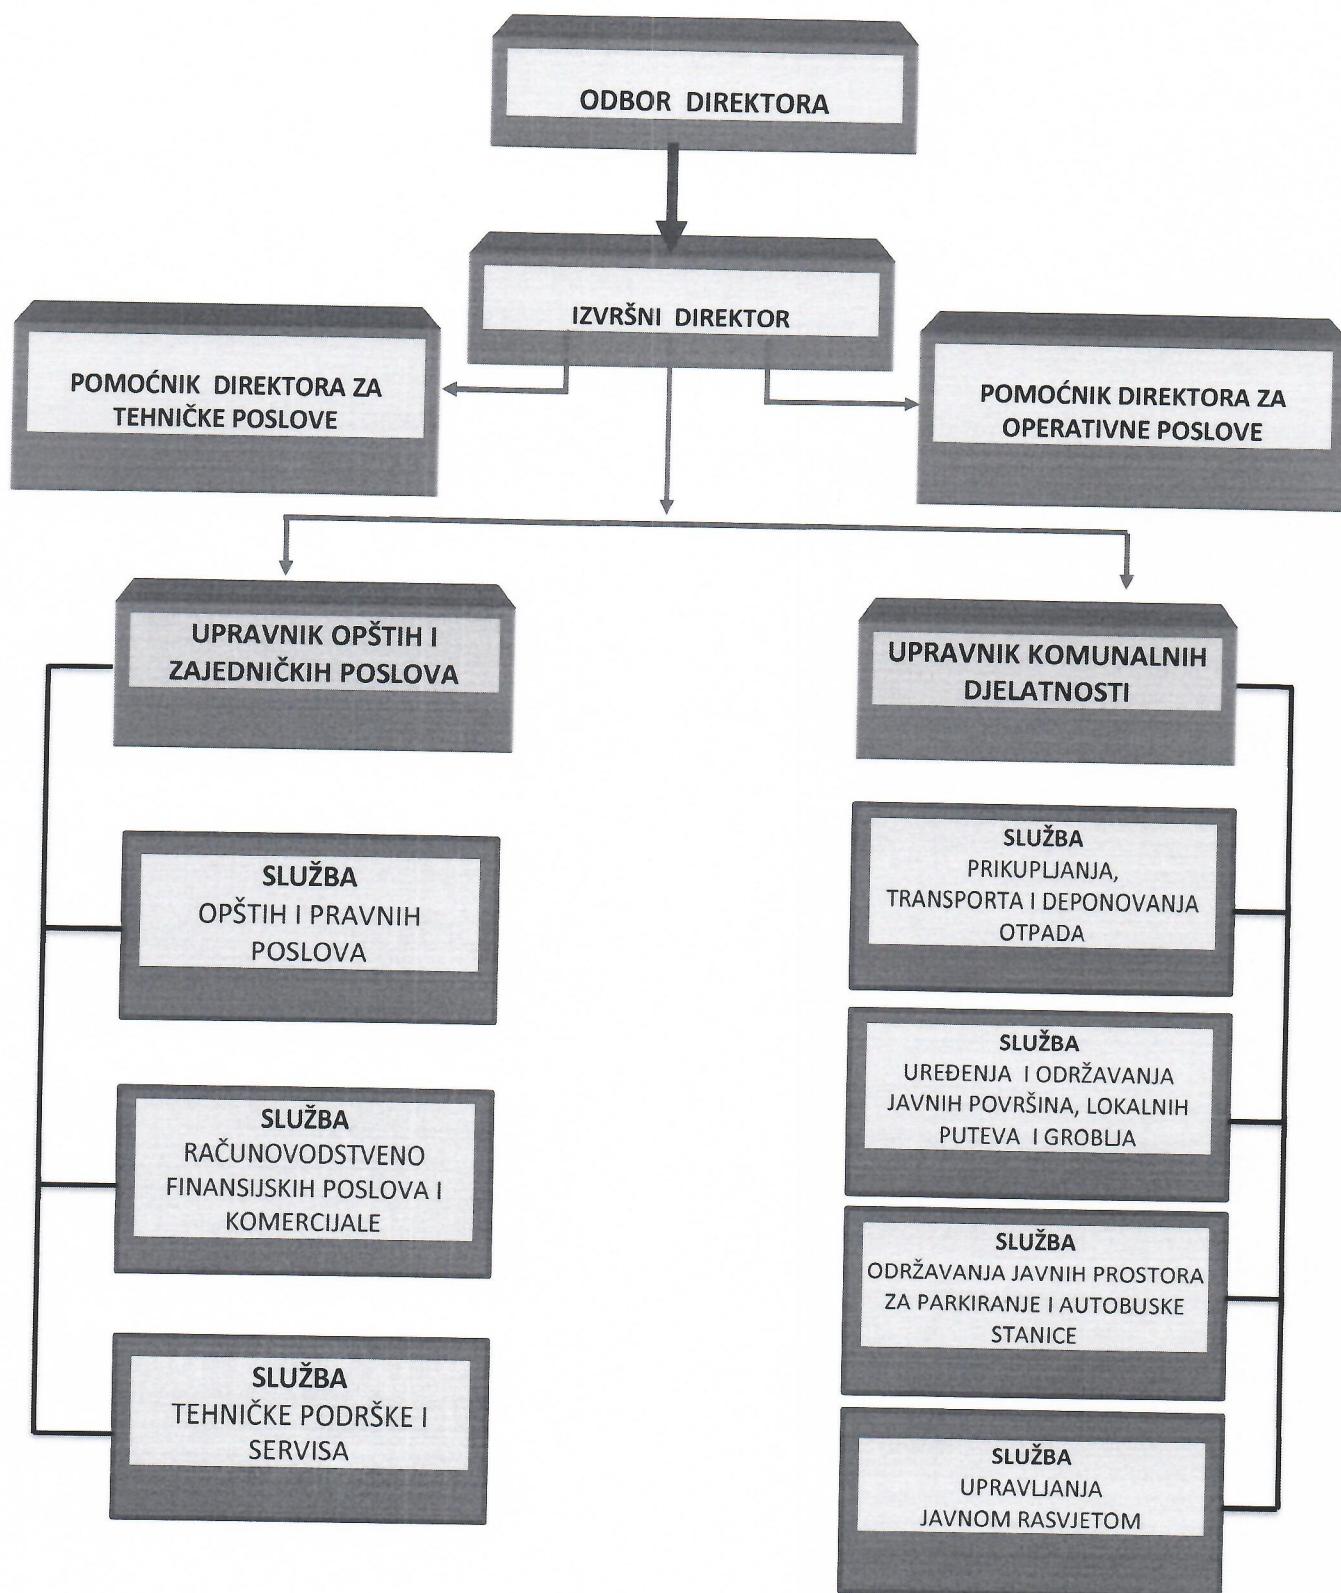 ODBOR DIREKTORA
IZVRŠNI DIREKTOR
POMOĆNIK DIREKTORA ZA
TEHNIČKE POSLOVE
POMOĆNIK DIREKTORA ZA
OPERATIVNE POSLOVE
UPRAVNIK OPŠTIH I
ZAJEDNIČKIH POSLOVA
SLUŽBA
OPŠTIH I PRAVNIH
POSLOVA
SLUŽBA
RAČUNOVODSTVENO
FINANSIJSKIH POSLOVA I
KOMERCIJALE
SLUŽBA
TEHNIČKE PODRŠKE I
SERVISA
UPRAVNIK KOMUNALNIH
DJELATNOSTI
SLUŽBA
PRIKUPLJANJA,
TRANSPORTA I DEPONOVANJA
OTPADA
SLUŽBA
UREĐENJA I ODRŽAVANJA
JAVNIH POVRŠINA, LOKALNIH
PUTEVA I GROBLJA
SLUŽBA
ODRŽAVANJA JAVNIH PROSTORA
ZA PARKIRANJE I AUTOBUSKE
STANICE
SLUŽBA
UPRAVLJANJA
JAVNOM RASVJETOM